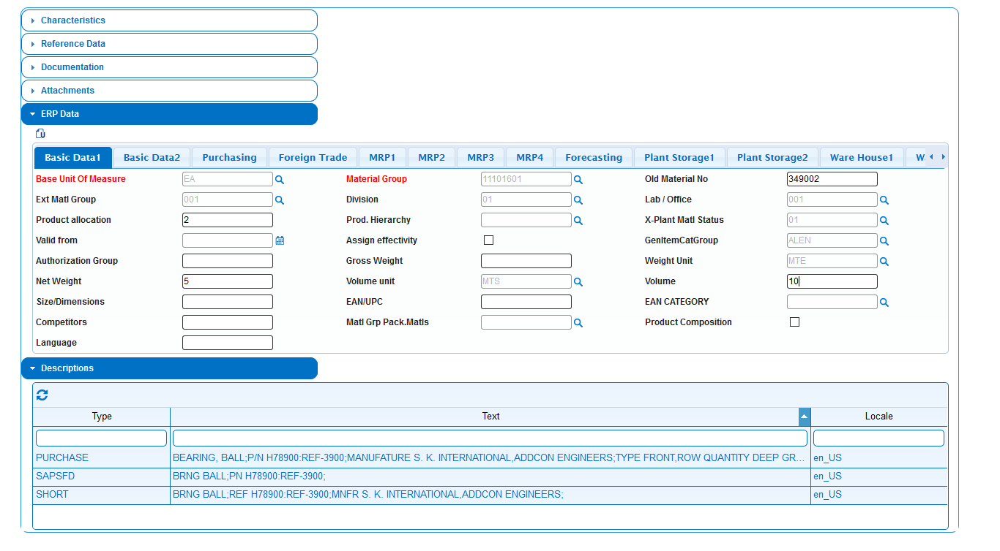 Characteristics
Reference Data
Documentation
Attachments
ERP Data
U
Basic Data1 Basic Data2 Purchasing Foreign Trade MRP1 MRP2 MRP3 MRP4 Forecasting Plant Storage1 Plant Storage2 Ware House1 W
Base Unit Of Measure EA Material Group 11101601 Old Material No 349002
Ext Matl Group 001 Division 01 Lab / Office 001
Product allocation 2 Prod. Hierarchy X-Plant Matl Status 01
Valid from Assign effectivity GenItemCatGroup ALEN
Authorization Group Gross Weight Weight Unit MTE
Net Weight 5 Volume unit MTS Volume 10
Size/Dimensions EAN/UPC EAN CATEGORY
Competitors Matl Grp Pack.Matls Product Composition
Language
Descriptions
Type Text Locale
PURCHASE BEARING, BALL;P/N H78900:REF-3900;MANUFATURE S. K. INTERNATIONAL,ADDCON ENGINEERS;TYPE FRONT,ROW QUANTITY DEEP GR... en_US
SAPSFD BRNG BALL;PN H78900:REF-3900; en_US
SHORT BRNG BALL;REF H78900:REF-3900;MNFR S. K. INTERNATIONAL,ADDCON ENGINEERS; en_US